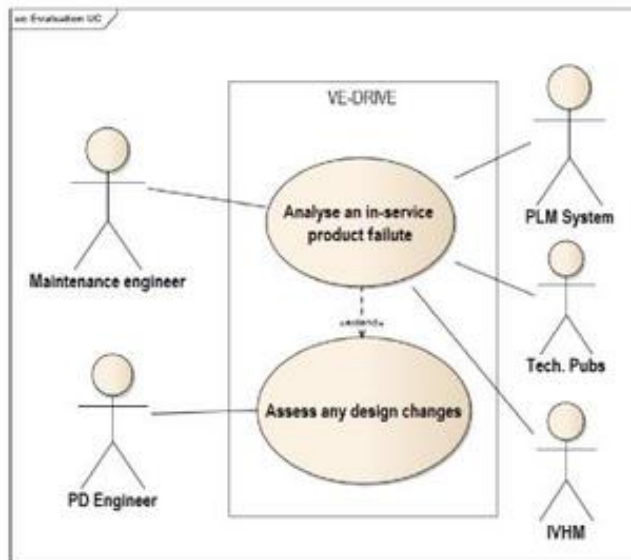 uc Evaluation UC
VE-DRIVE
Analyse an in-service
product failute
PLM System
Maintenance engineer
«extend»
Tech. Pubs
Assess any design changes
PD Engineer
IVHM